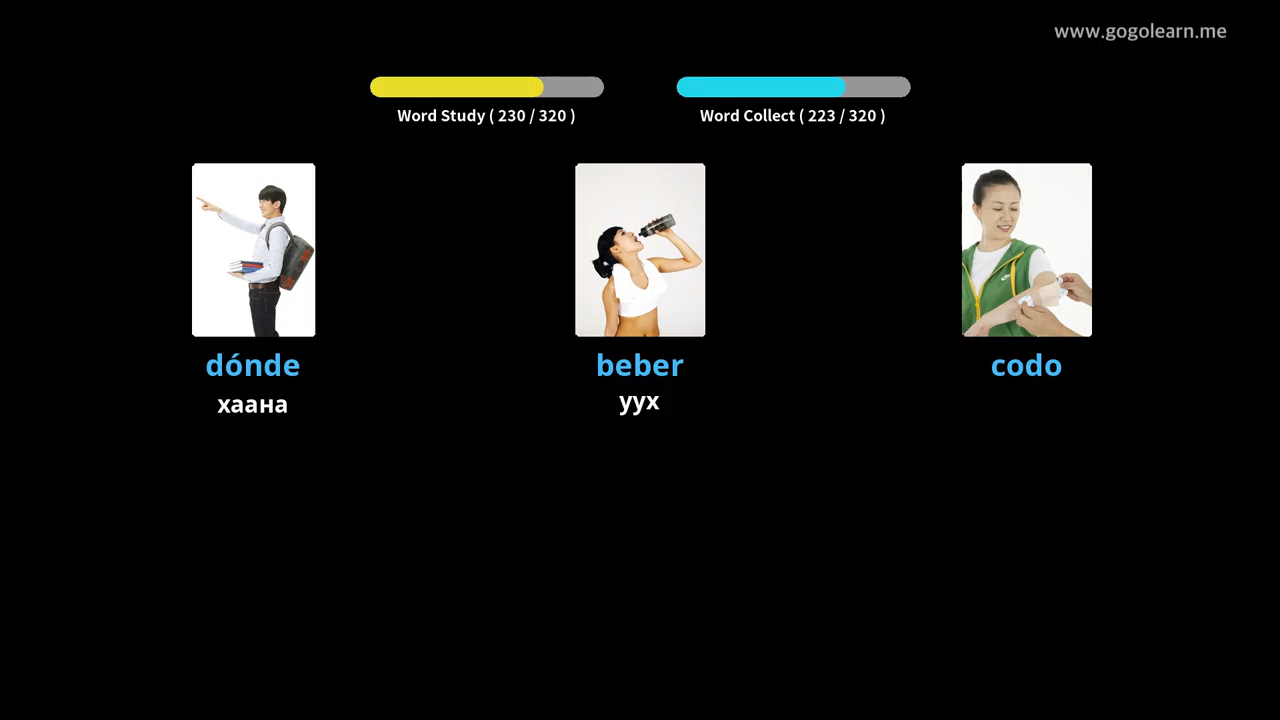 www.gogolearn.me
Word Study ( 230 / 320 )
Word Collect ( 223 / 320 )
dónde
beber
codo
хаана
уух